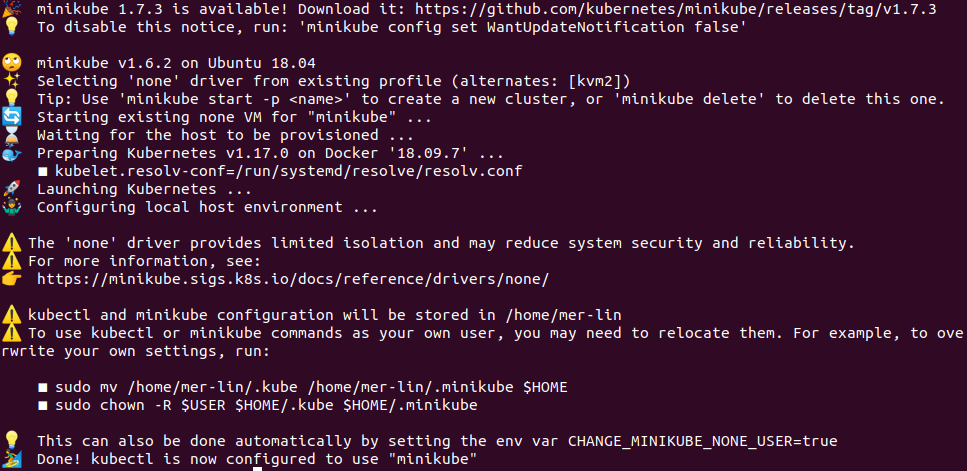 minikube 1.7.3 is available! Download it: https://github.com/kubernetes/minikube/releases/tag/v1.7.3
To disable this notice, run: 'minikube config set WantUpdateNotification false'
minikube v1.6.2 on Ubuntu 18.04
Selecting 'none' driver from existing profile (alternates: [kvm2])
Tip: Use 'minikube start -p <name>' to create a new cluster, or 'minikube delete' to delete this one.
Starting existing none VM for "minikube" ...
Waiting for the host to be provisioned ...
Preparing Kubernetes v1.17.0 on Docker '18.09.7' ...
▪ kubelet.resolv-conf=/run/systemd/resolve/resolv.conf
Launching Kubernetes ...
Configuring local host environment ...
The 'none' driver provides limited isolation and may reduce system security and reliability.
For more information, see:
https://minikube.sigs.k8s.io/docs/reference/drivers/none/
kubectl and minikube configuration will be stored in /home/mer-lin
To use kubectl or minikube commands as your own user, you may need to relocate them. For example, to ove
rwrite your own settings, run:
▪ sudo mv /home/mer-lin/.kube /home/mer-lin/.minikube $HOME
▪ sudo chown -R $USER $HOME/.kube $HOME/.minikube
This can also be done automatically by setting the env var CHANGE_MINIKUBE_NONE_USER=true
Done! kubectl is now configured to use "minikube"